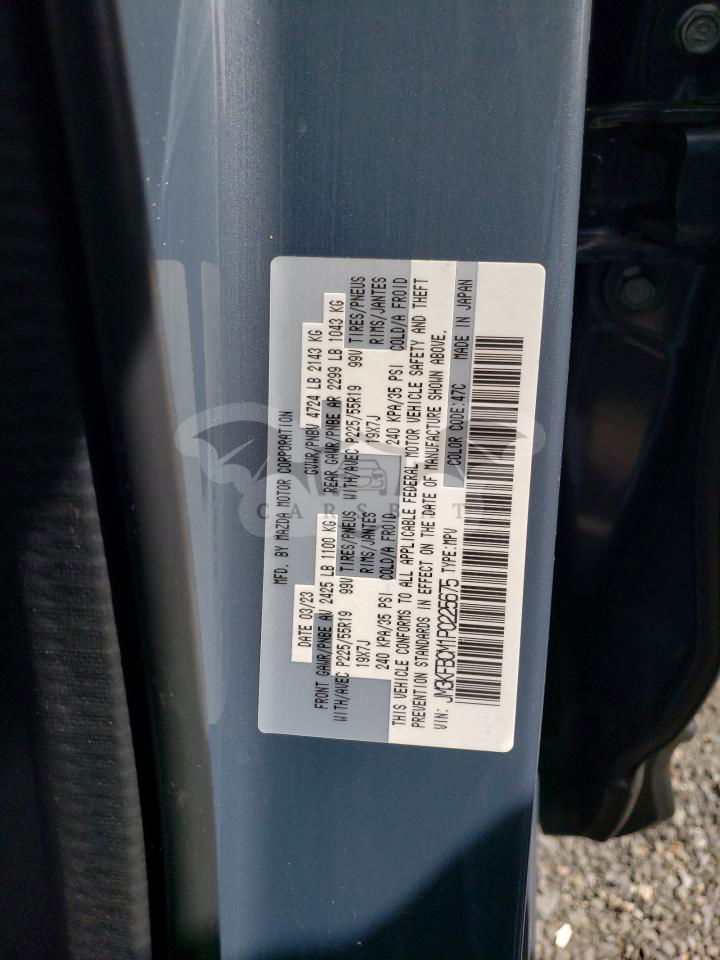 MFD. BY MAZDA MOTOR CORPORATION
DATE 03/23 GVWR/PNBV 4724 LB 2143 KG
FRONT GAWR/PNBE AV 2425 LB 1100 KG REAR GAWR/PNBE AR 2299 LB 1043 KG
WITH/AVEC P225/55R19 99V TIRES/PNEUS WITH/AVEC P225/55R19 99V TIRES/PNEUS
19X7J RIMS/JANTES 19X7J RIMS/JANTES
240 KPA/35 PSI COLD/A FROID 240 KPA/35 PSI COLD/A FROID
THIS VEHICLE CONFORMS TO ALL APPLICABLE FEDERAL MOTOR VEHICLE SAFETY AND THEFT
PREVENTION STANDARDS IN EFFECT ON THE DATE OF MANUFACTURE SHOWN ABOVE.
VIN: JM3KFBCM1P0225675 TYPE:MPV COLOR CODE:47C MADE IN JAPAN